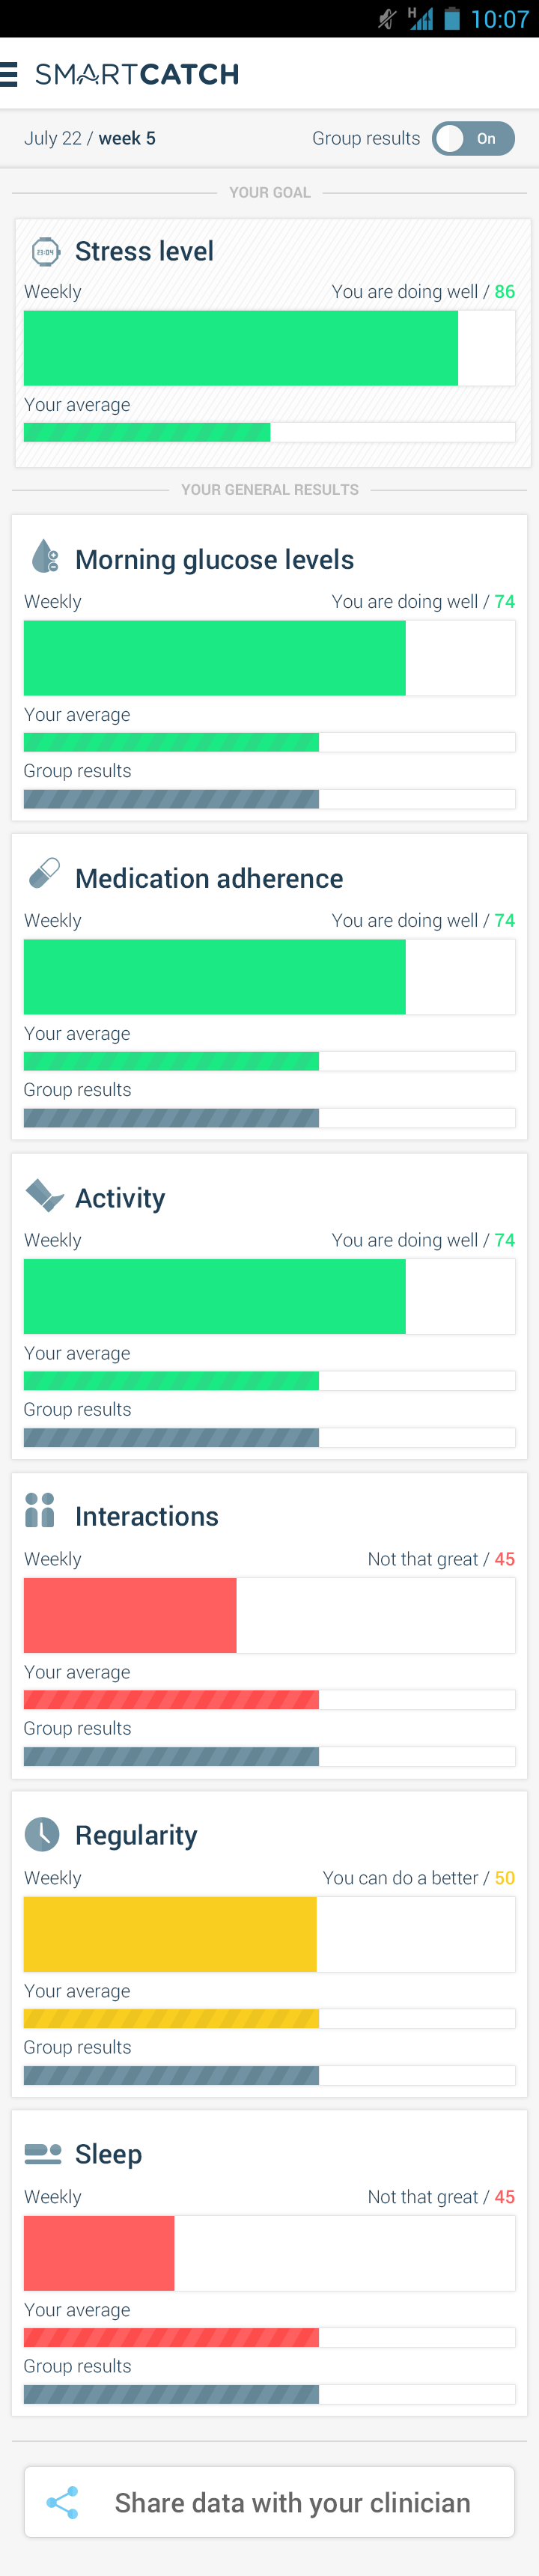 H 10:07
SMARTCATCH
July 22 / week 5 Group results On
YOUR GOAL
23:04 Stress level
Weekly You are doing well / 86
Your average
YOUR GENERAL RESULTS
Morning glucose levels
Weekly You are doing well / 74
Your average
Group results
Medication adherence
Weekly You are doing well / 74
Your average
Group results
Activity
Weekly You are doing well / 74
Your average
Group results
Interactions
Weekly Not that great / 45
Your average
Group results
Regularity
Weekly You can do a better / 50
Your average
Group results
Sleep
Weekly Not that great / 45
Your average
Group results
Share data with your clinician